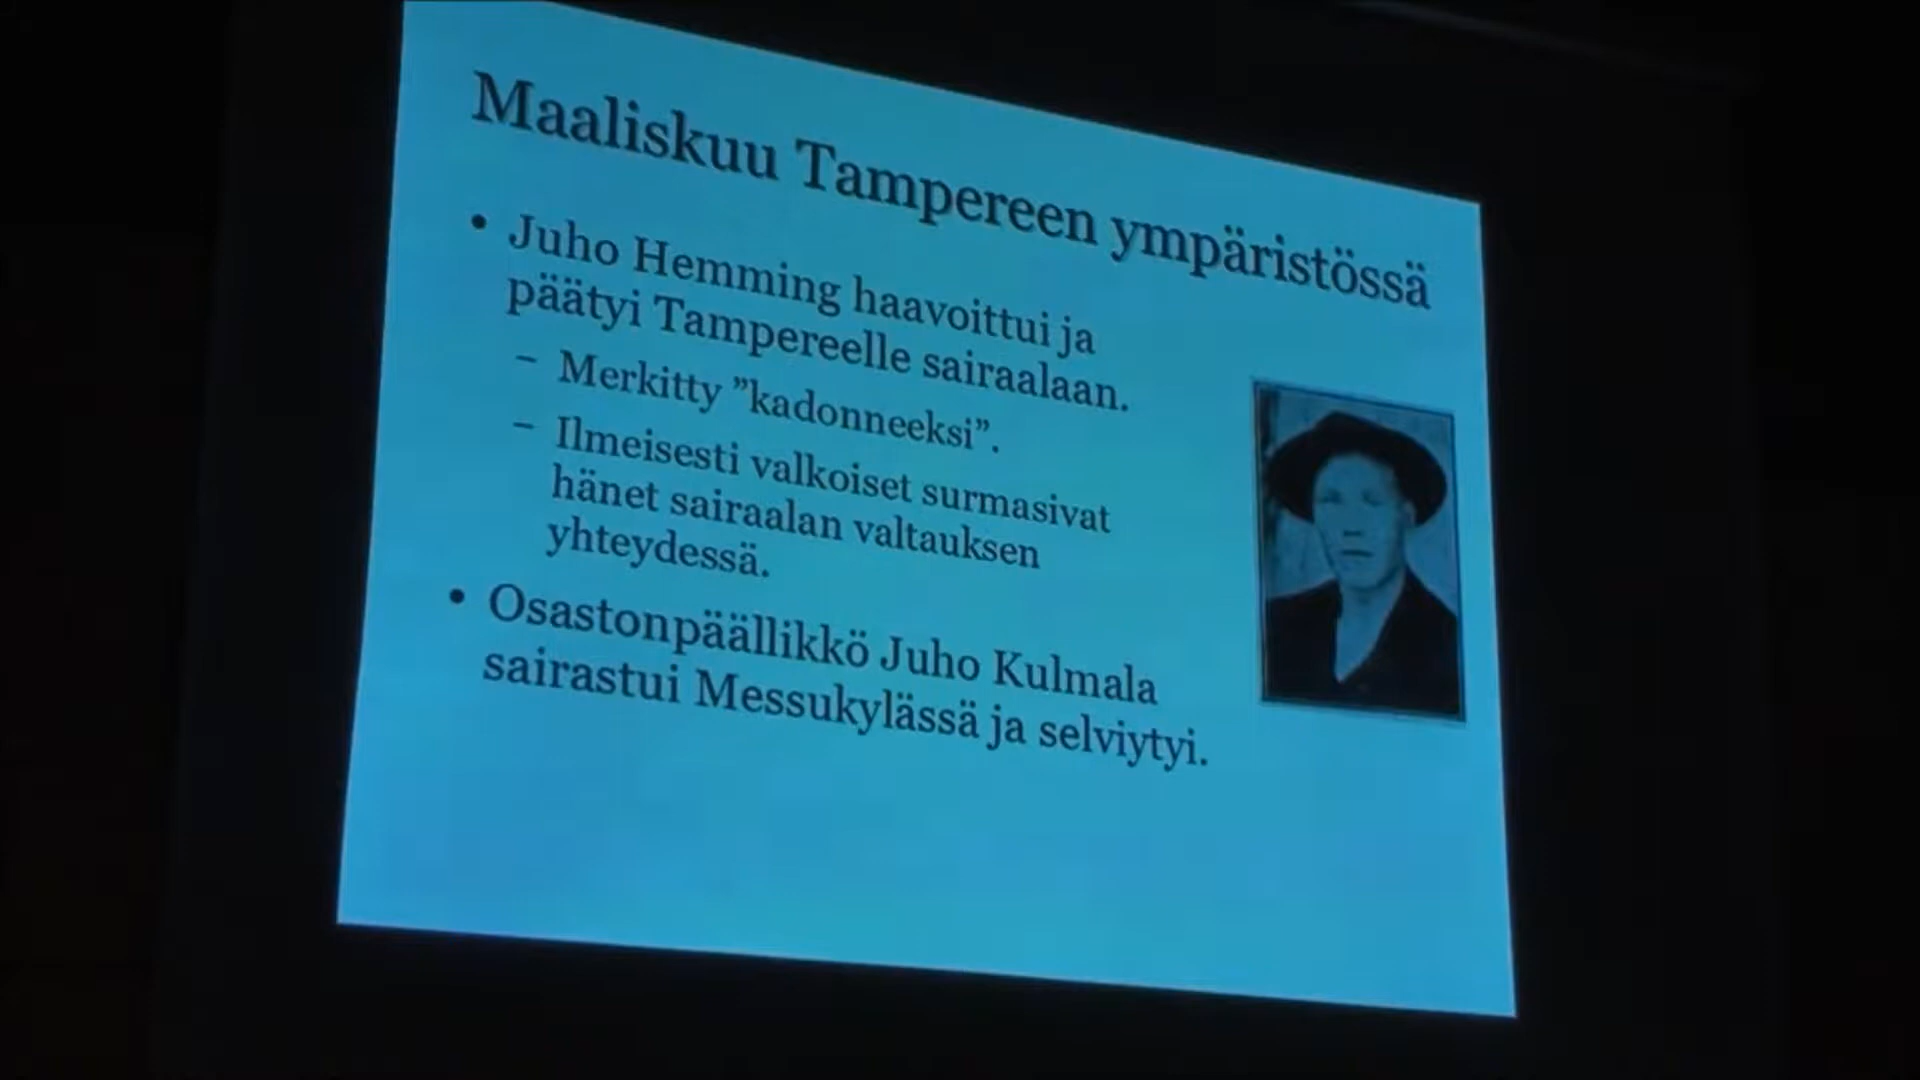 Maaliskuu Tampereen ympäristössä
• Juho Hemming haavoittui ja
päätyi Tampereelle sairaalaan.
– Merkitty ”kadonneeksi”.
– Ilmeisesti valkoiset surmasivat
hänet sairaalan valtauksen
yhteydessä.
• Osastonpäällikkö Juho Kulmala
sairastui Messukylässä ja selviytyi.